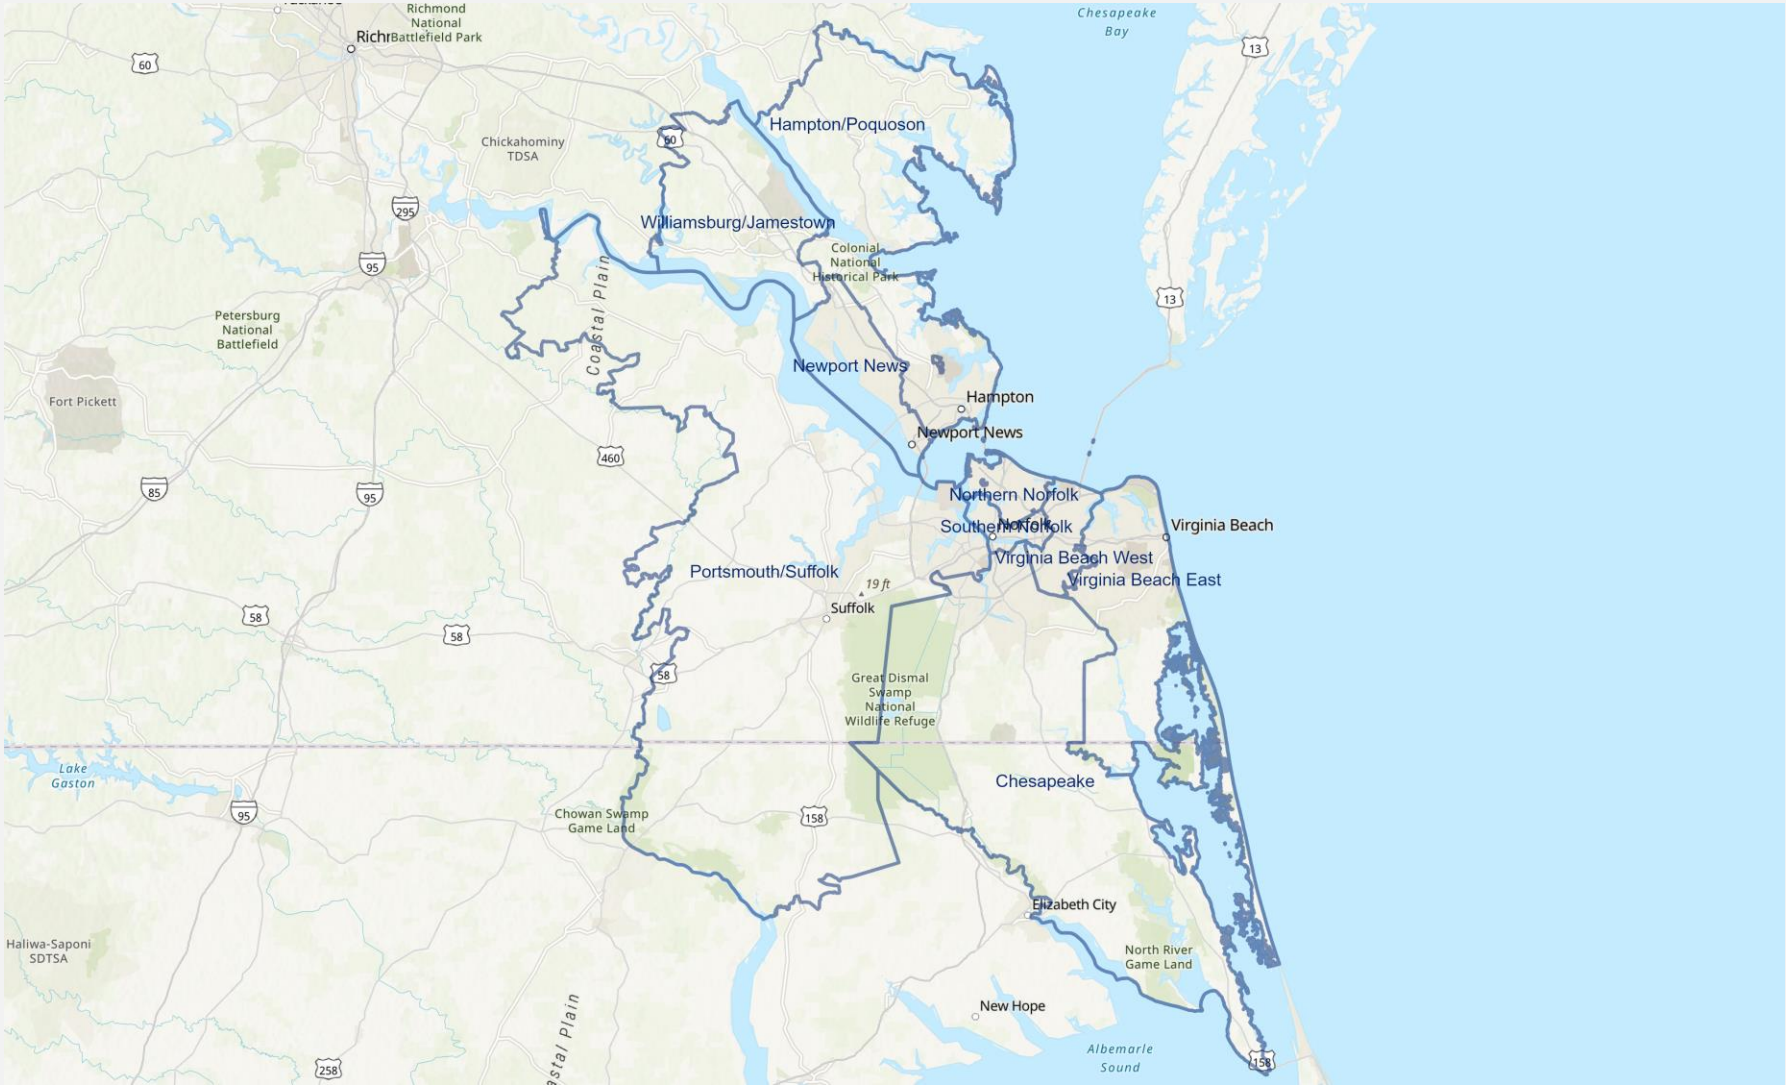 Richmond
National
Battlefield Park
Chesapeake
Bay
Rich
60
13
Hampton/Poquoson
60
Chickahominy
TDSA
295
Williamsburg/Jamestown
Colonial
National
Historical Park
95
Coastal Plain
13
Petersburg
National
Battlefield
Newport News
Fort Pickett
Hampton
Newport News
460
85
95
Northern Norfolk
Southern Norfolk
Norfolk
Virginia Beach
Virginia Beach West
Portsmouth/Suffolk
Virginia Beach East
19 ft
Suffolk
58
58
58
Great Dismal
Swamp
National
Wildlife Refuge
Lake
Gaston
Chesapeake
95
Chowan Swamp
Game Land
158
Elizabeth City
Haliwa-Saponi
SDTSA
North River
Game Land
New Hope
astal Plain
Albemarle
Sound
158
258